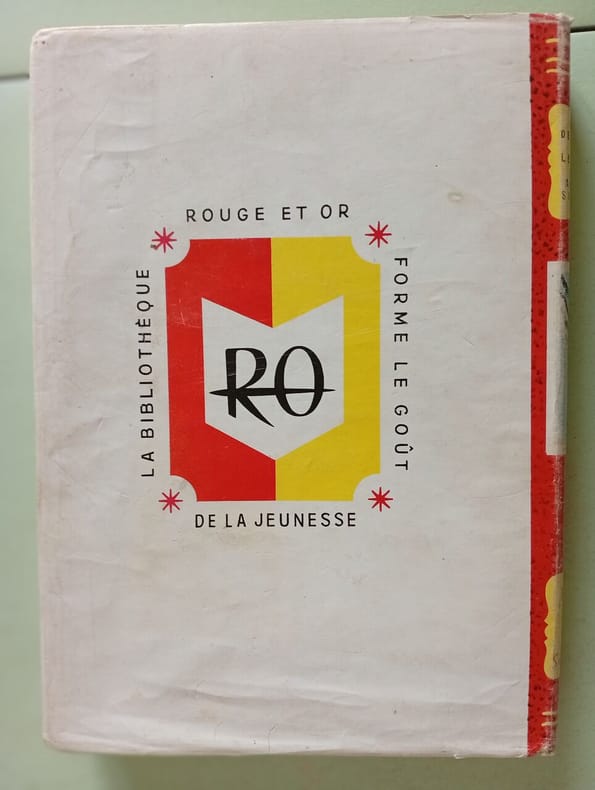 LA BIBLIOTHÈQUE
ROUGE ET OR
FORME LE GOÛT
DE LA JEUNESSE
RO